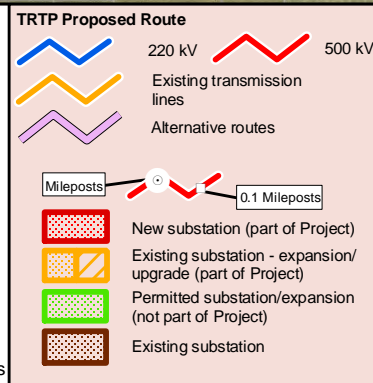 TRTP Proposed Route
220 kV
500 kV
Existing transmission
lines
Alternative routes
Mileposts
0.1 Mileposts
New substation (part of Project)
Existing substation - expansion/
upgrade (part of Project)
Permitted substation/expansion
(not part of Project)
Existing substation
s